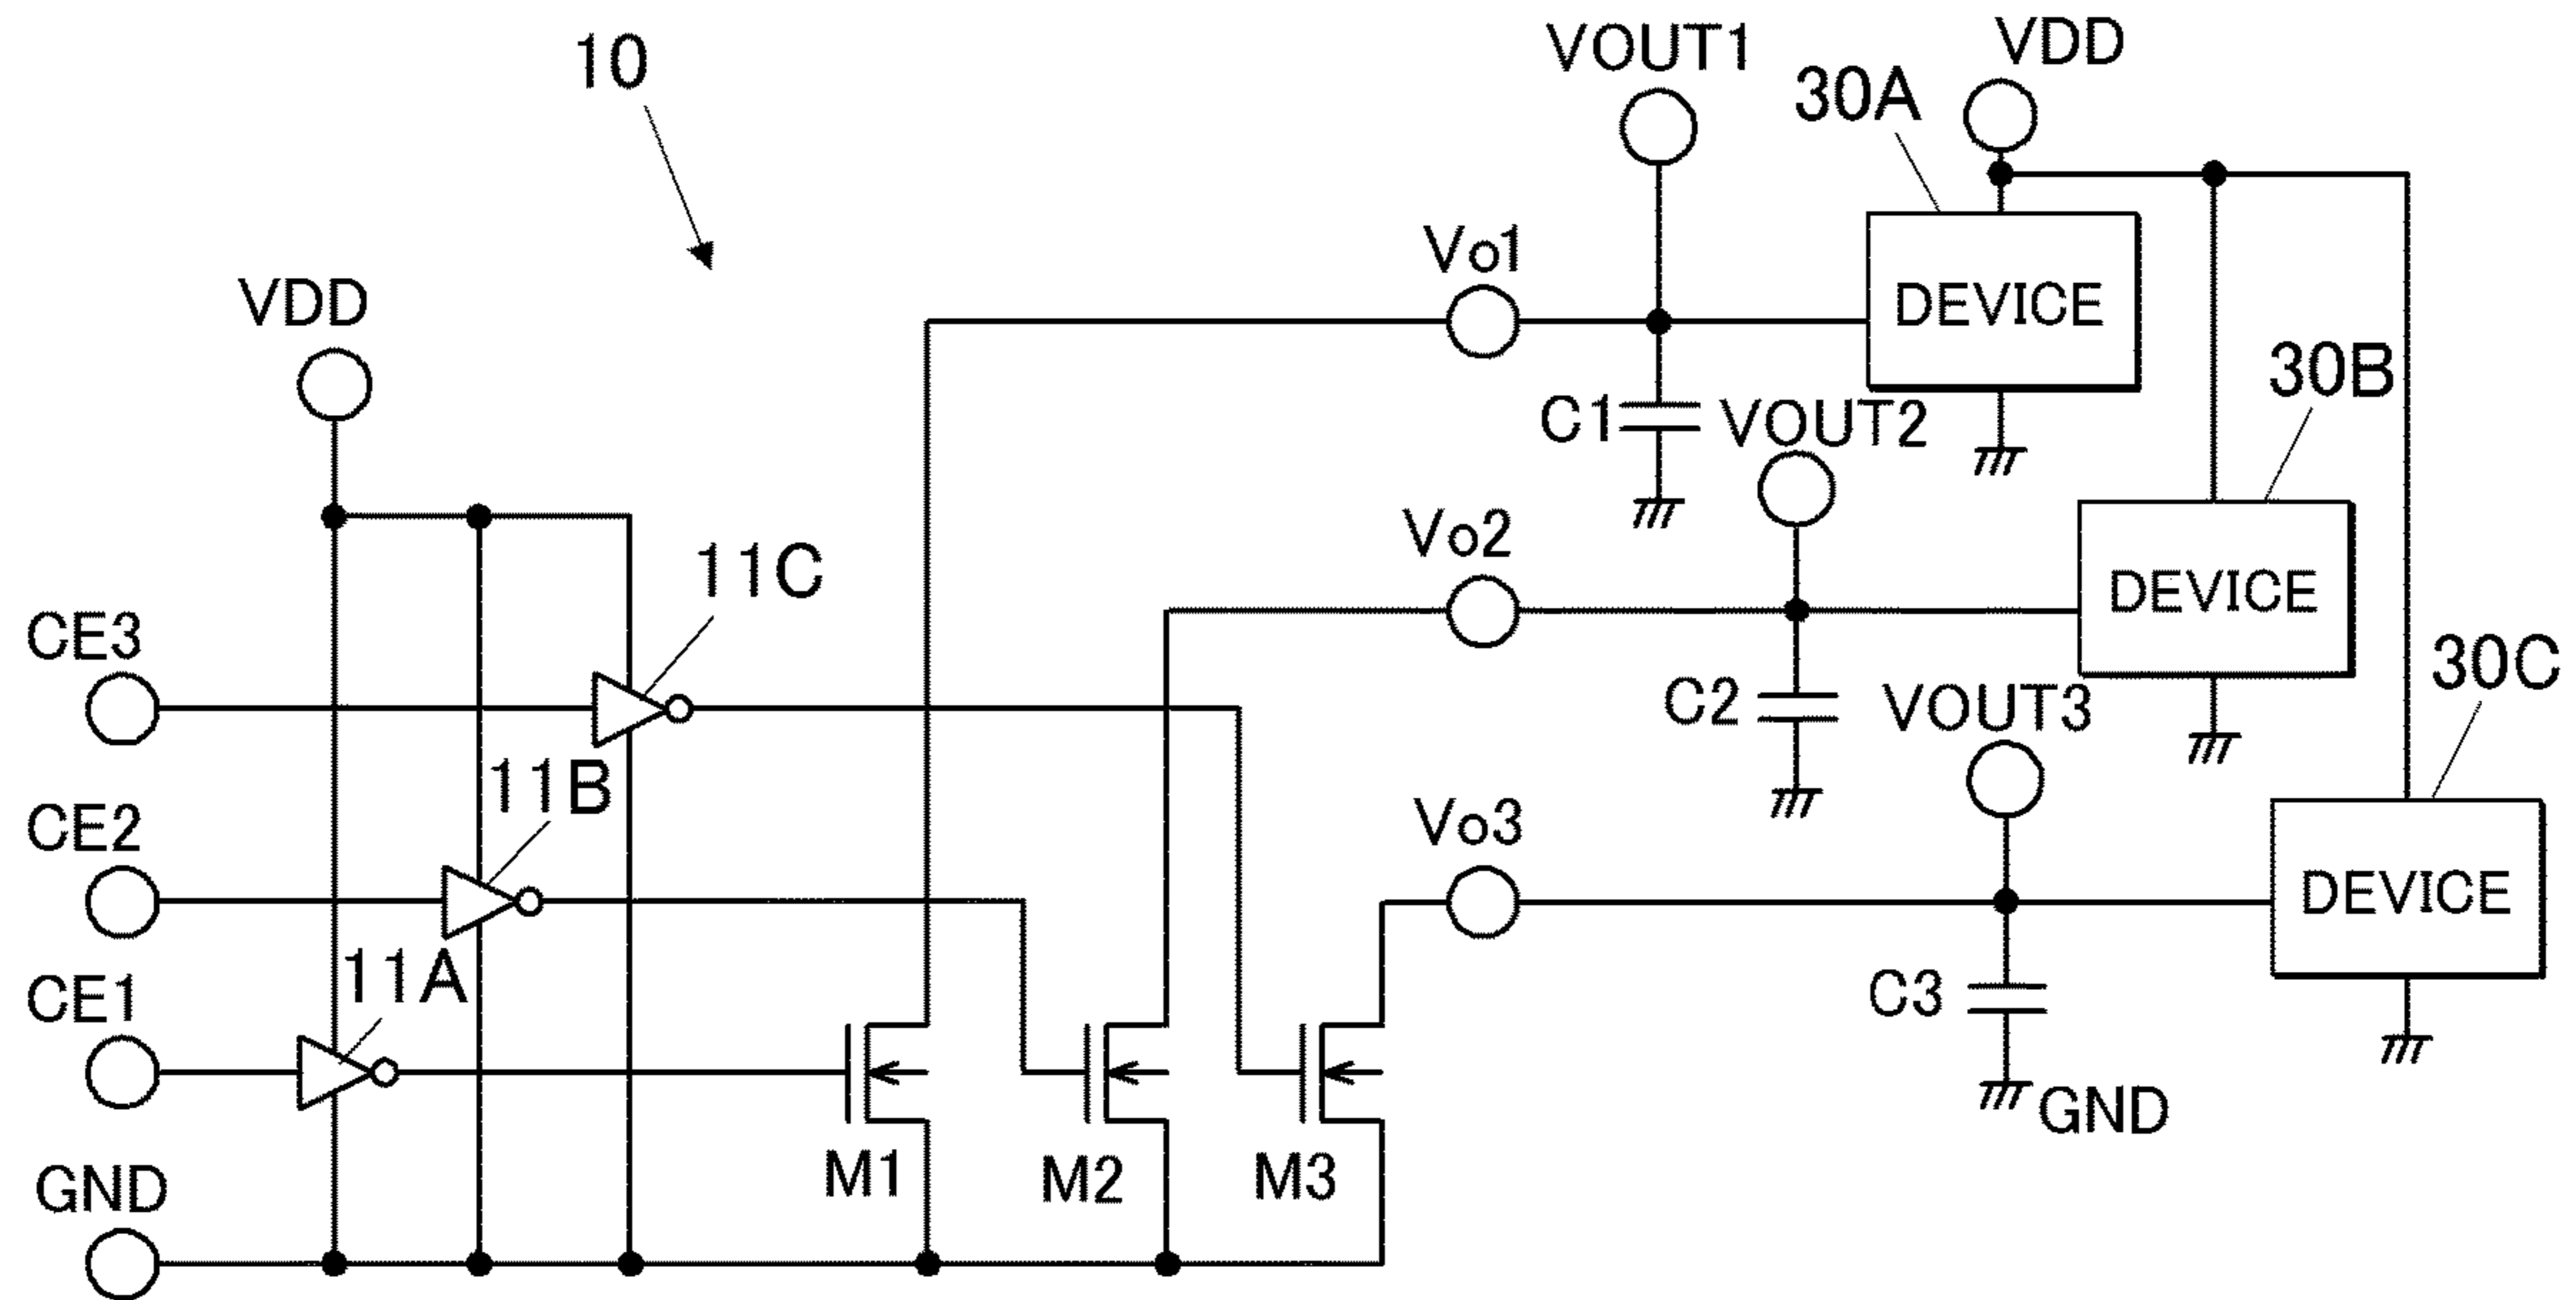 10
VOUT1
VDD
30A
Vo1
VDD
DEVICE
30B
C1
VOUT2
Vo2
11C
DEVICE
CE3
30C
C2
VOUT3
11B
CE2
Vo3
DEVICE
11A
CE1
C3
GND
M1
M2
M3
GND